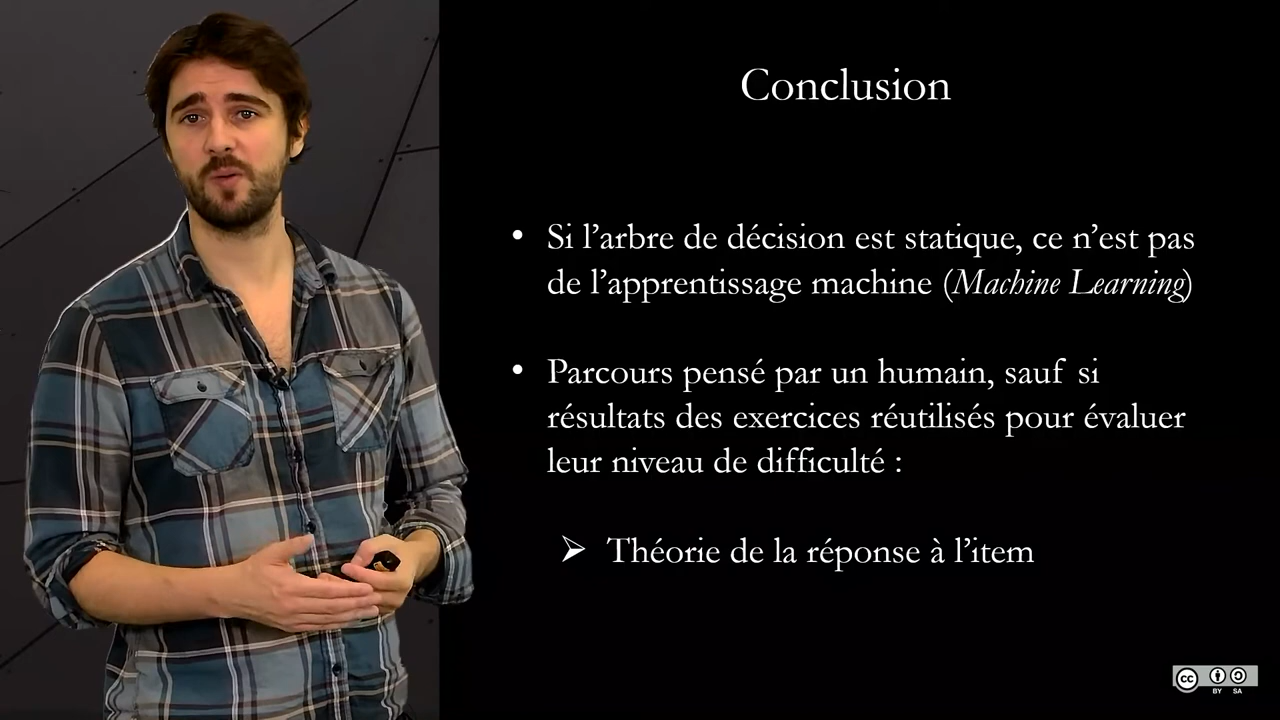 Conclusion
• Si l’arbre de décision est statique, ce n’est pas
de l’apprentissage machine (Machine Learning)
• Parcours pensé par un humain, sauf si
résultats des exercices réutilisés pour évaluer
leur niveau de difficulté :
➢ Théorie de la réponse à l’item
cc
BY SA